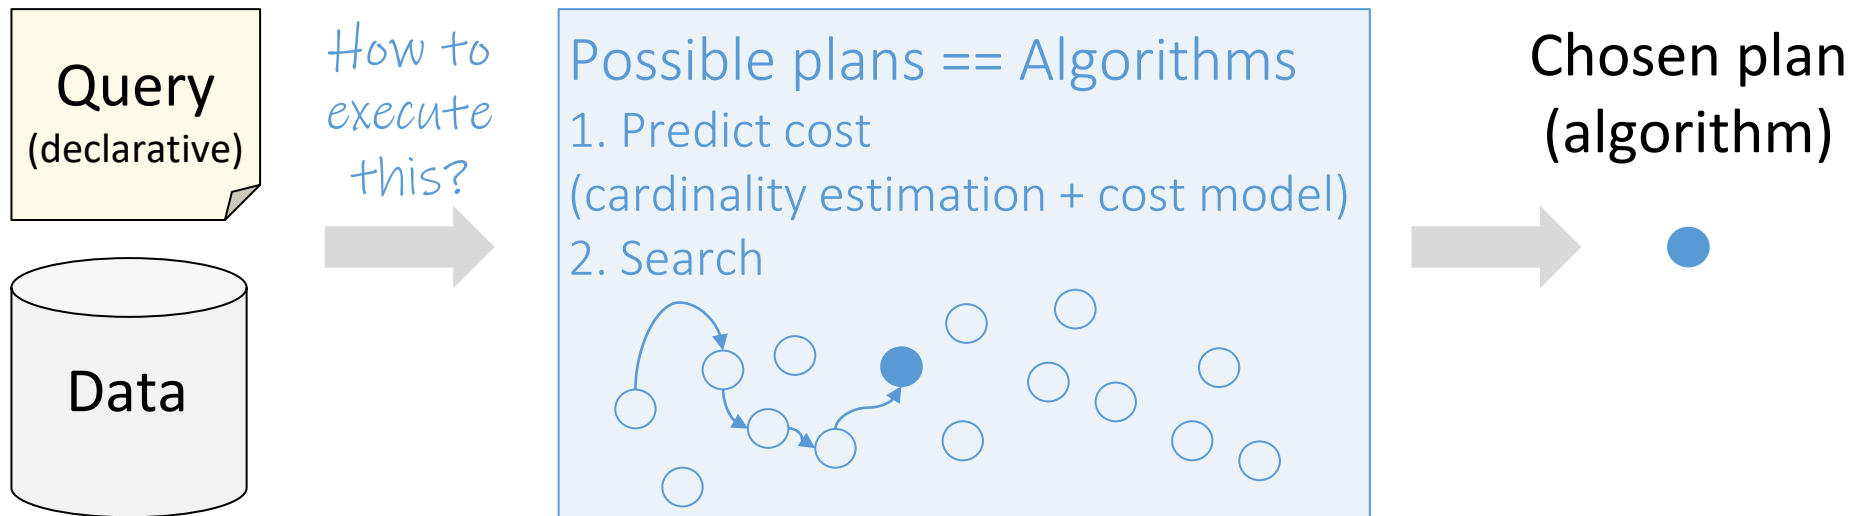 Query
(declarative)
Data
How to
execute
this?
Possible plans == Algorithms
1. Predict cost
(cardinality estimation + cost model)
2. Search
Chosen plan
(algorithm)